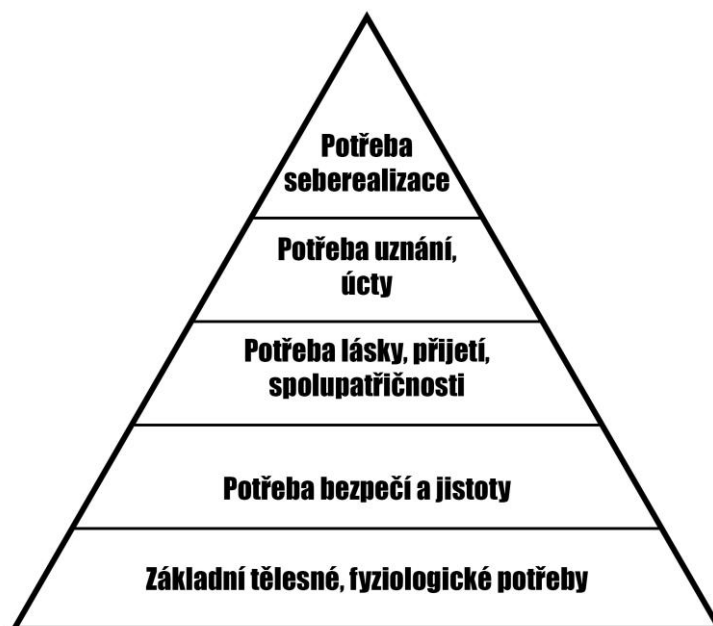 Potřeba
seberealizace
Potřeba uznání,
úcty
Potřeba lásky, přijetí,
spolupatřičnosti
Potřeba bezpečí a jistoty
Základní tělesné, fyziologické potřeby